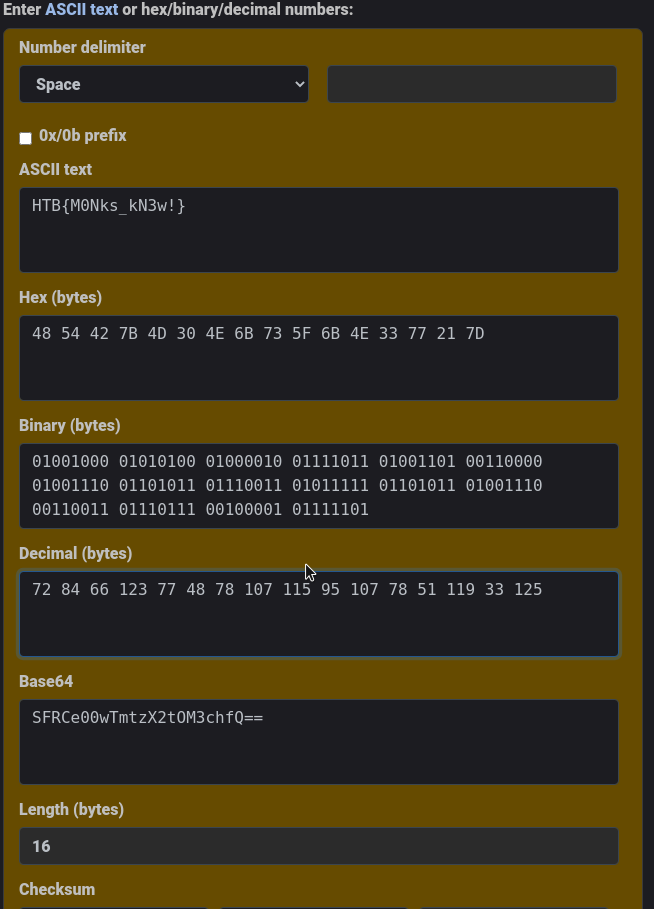 Enter ASCII text or hex/binary/decimal numbers:
Number delimiter
Space
0x/0b prefix
ASCII text
HTB{M0Nks_kN3w!}
Hex (bytes)
48 54 42 7B 4D 30 4E 6B 73 5F 6B 4E 33 77 21 7D
Binary (bytes)
01001000 01010100 01000010 01111011 01001101 00110000
01001110 01101011 01110011 01011111 01101011 01001110
00110011 01110111 00100001 01111101
Decimal (bytes)
72 84 66 123 77 48 78 107 115 95 107 78 51 119 33 125
Base64
SFRCe00wTmtzX2tOM3chfQ==
Length (bytes)
16
Checksum